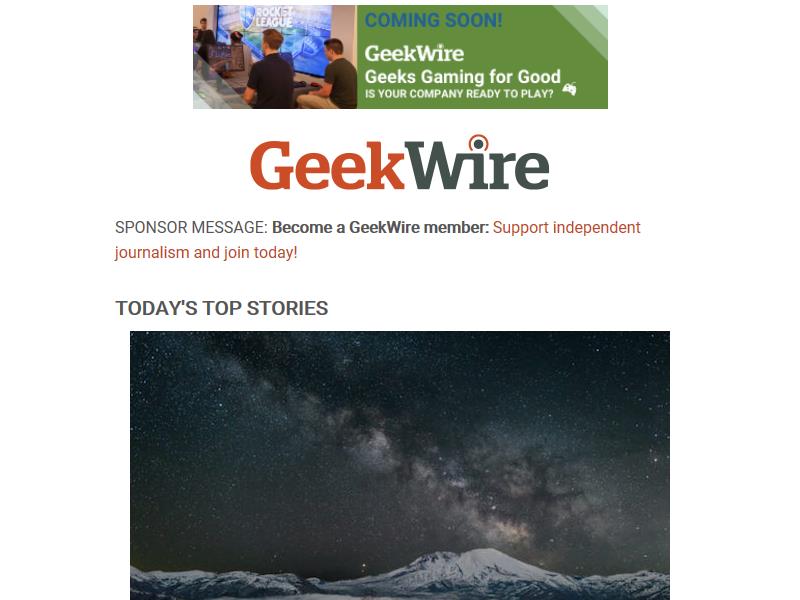 ROCKET
LEAGUE
COMING SOON!
GeekWire
Geeks Gaming for Good
IS YOUR COMPANY READY TO PLAY?
GeekWire
SPONSOR MESSAGE: Become a GeekWire member: Support independent
journalism and join today!
TODAY'S TOP STORIES